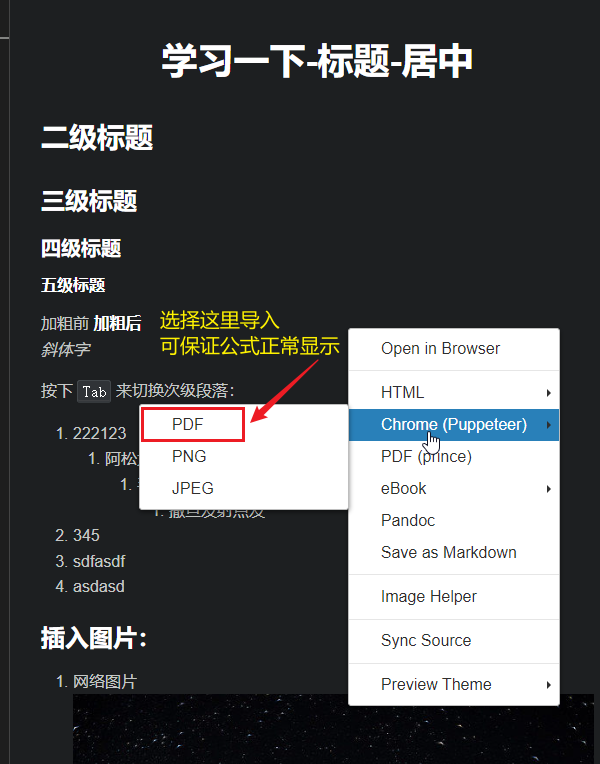 学习一下-标题-居中
二级标题
三级标题
四级标题
五级标题
加粗前 加粗后
斜体字
选择这里导入
可保证公式正常显示
按下 Tab 来切换次级段落：
1. 222123
1. 阿松
1.
1. 撒旦发射点发
2. 345
3. sdfasdf
4. asdasd
插入图片：
1. 网络图片
PDF
PNG
JPEG
Open in Browser
HTML
Chrome (Puppeteer)
PDF (prince)
eBook
Pandoc
Save as Markdown
Image Helper
Sync Source
Preview Theme